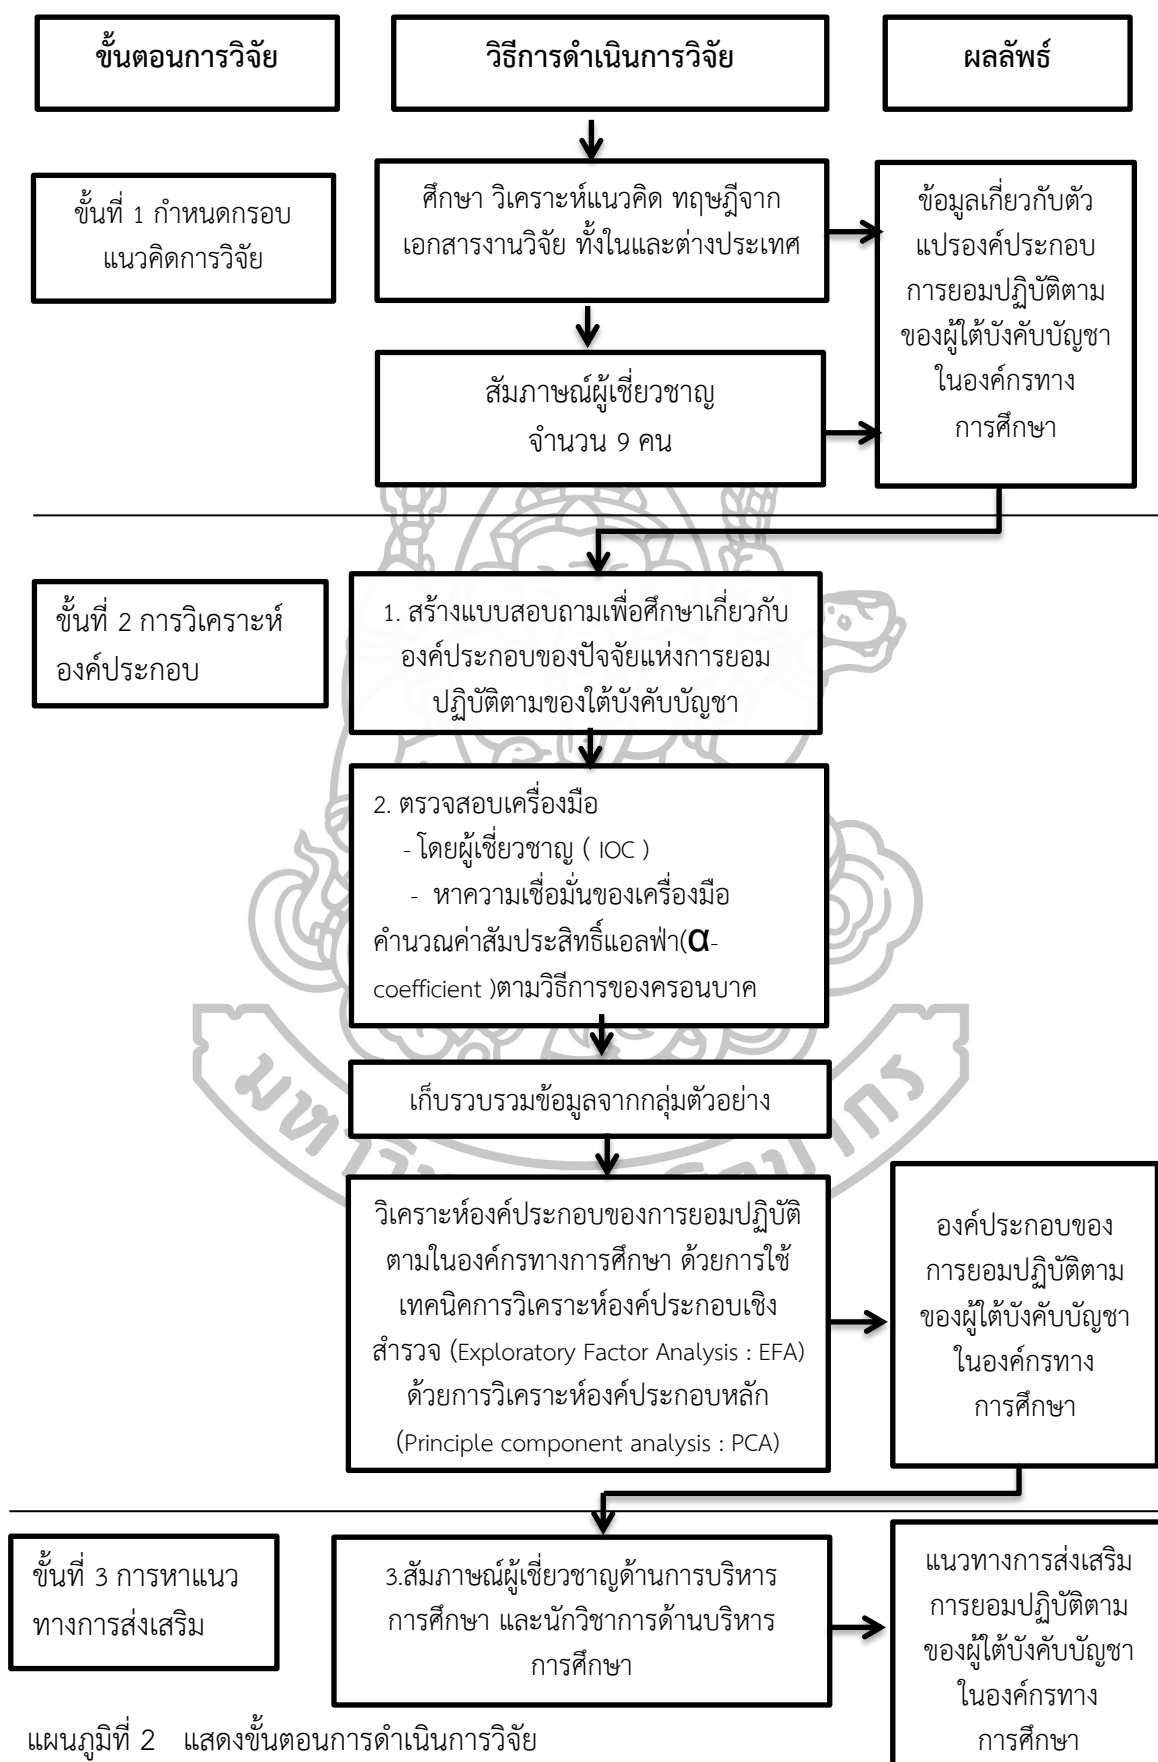 ขั้นตอนการวิจัย
วิธีการดำเนินการวิจัย
ผลลัพธ์
ขั้นที่ 1 กำหนดกรอบ
แนวคิดการวิจัย
ศึกษา วิเคราะห์แนวคิด ทฤษฎีจาก
เอกสารงานวิจัย ทั้งในและต่างประเทศ
สัมภาษณ์ผู้เชี่ยวชาญ
จำนวน 9 คน
ข้อมูลเกี่ยวกับตัว
แปรองค์ประกอบ
การยอมปฏิบัติตาม
ของผู้ใต้บังคับบัญชา
ในองค์กรทาง
การศึกษา
ขั้นที่ 2 การวิเคราะห์
องค์ประกอบ
1. สร้างแบบสอบถามเพื่อศึกษาเกี่ยวกับ
องค์ประกอบของปัจจัยแห่งการยอม
ปฏิบัติตามของใต้บังคับบัญชา
2. ตรวจสอบเครื่องมือ
- โดยผู้เชี่ยวชาญ ( IOC )
- หาความเชื่อมั่นของเครื่องมือ
คำนวณค่าสัมประสิทธิ์แอลฟ่า(α-
coefficient )ตามวิธีการของครอนบาค
เก็บรวบรวมข้อมูลจากกลุ่มตัวอย่าง
วิเคราะห์องค์ประกอบของการยอมปฏิบัติ
ตามในองค์กรทางการศึกษา ด้วยการใช้
เทคนิคการวิเคราะห์องค์ประกอบเชิง
สำรวจ (Exploratory Factor Analysis : EFA)
ด้วยการวิเคราะห์องค์ประกอบหลัก
(Principle component analysis : PCA)
องค์ประกอบของ
การยอมปฏิบัติตาม
ของผู้ใต้บังคับบัญชา
ในองค์กรทาง
การศึกษา
ขั้นที่ 3 การหาแนว
ทางการส่งเสริม
3.สัมภาษณ์ผู้เชี่ยวชาญด้านการบริหาร
การศึกษา และนักวิชาการด้านบริหาร
การศึกษา
แนวทางการส่งเสริม
การยอมปฏิบัติตาม
ของผู้ใต้บังคับบัญชา
ในองค์กรทาง
การศึกษา
แผนภูมิที่ 2 แสดงขั้นตอนการดำเนินการวิจัย